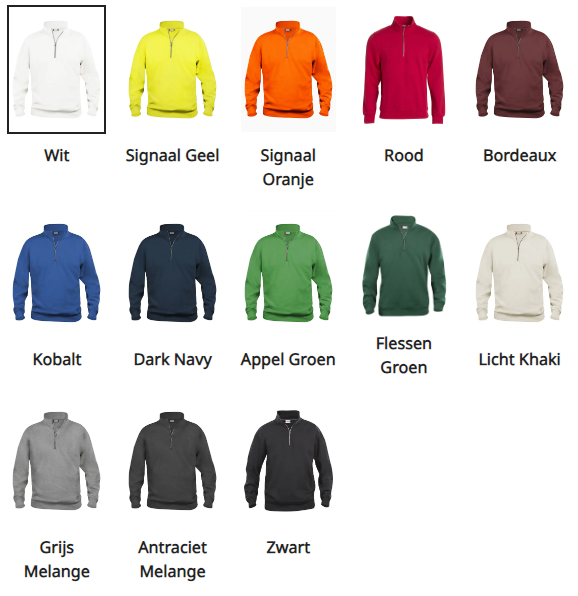 Wit
Signaal Geel
Signaal
Oranje
Rood
Bordeaux
Kobalt
Dark Navy
Appel Groen
Flessen
Groen
Licht Khaki
Grijs
Melange
Antraciet
Melange
Zwart